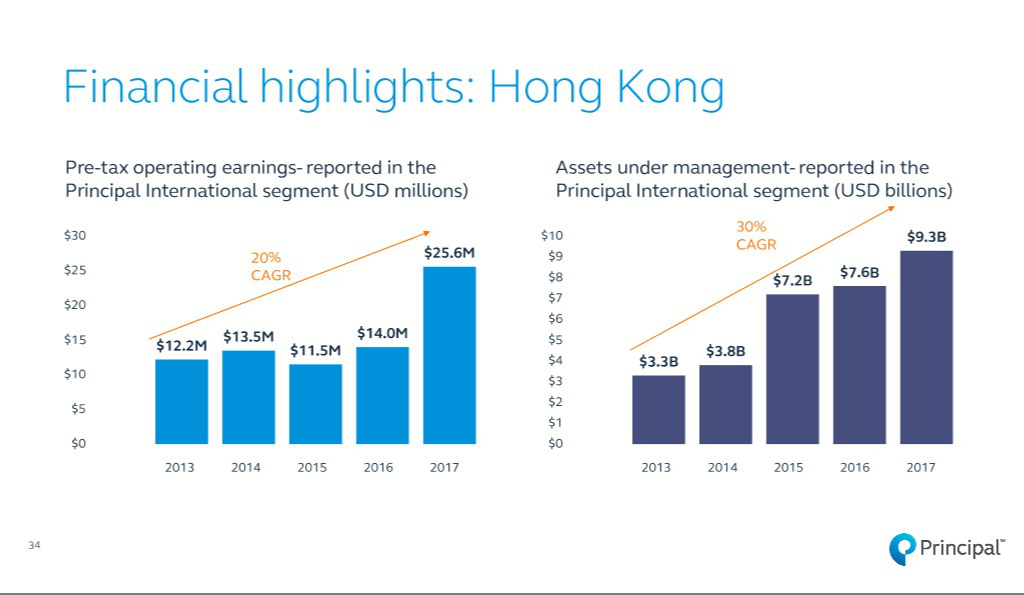 Financial highlights: Hong Kong
Pre-tax operating earnings- reported in the
Principal International segment (USD millions)
$30
$25
$20
$15
$10
$5
$0
20%
CAGR
$12.2M
$13.5M
$11.5M
$14.0M
$25.6M
2013 2014 2015 2016 2017
Assets under management- reported in the
Principal International segment (USD billions)
$10
$9
$8
$7
$6
$5
$4
$3
$2
$1
$0
30%
CAGR
$3.3B
$3.8B
$7.2B
$7.6B
$9.3B
2013 2014 2015 2016 2017
34
Principal℠